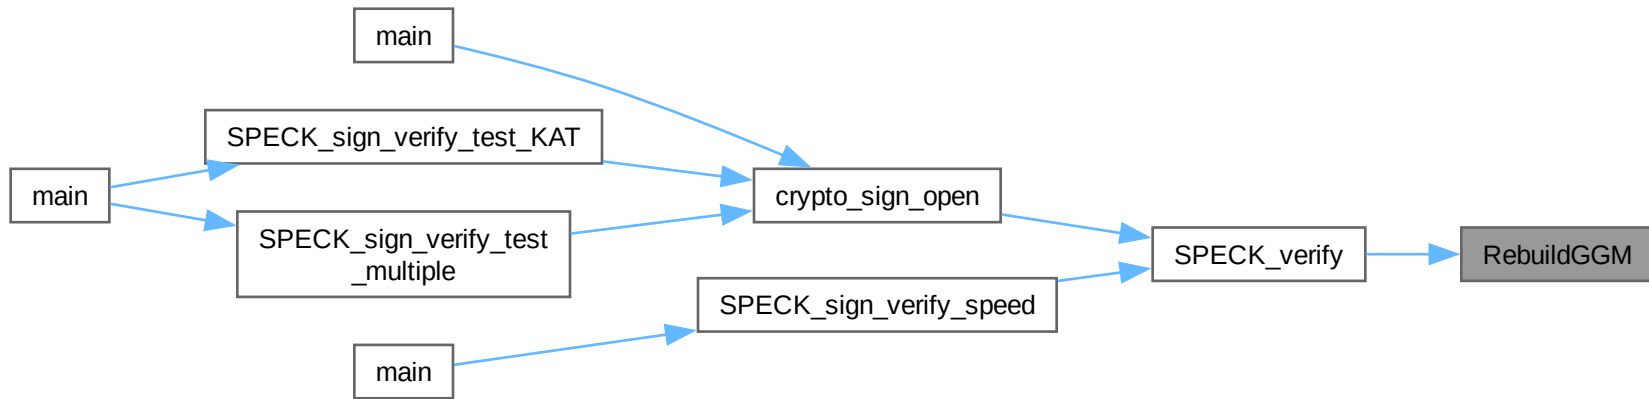 main
SPECK_sign_verify_test_KAT
main
crypto_sign_open
SPECK_sign_verify_test
_multiple
SPECK_verify
RebuildGGM
SPECK_sign_verify_speed
main